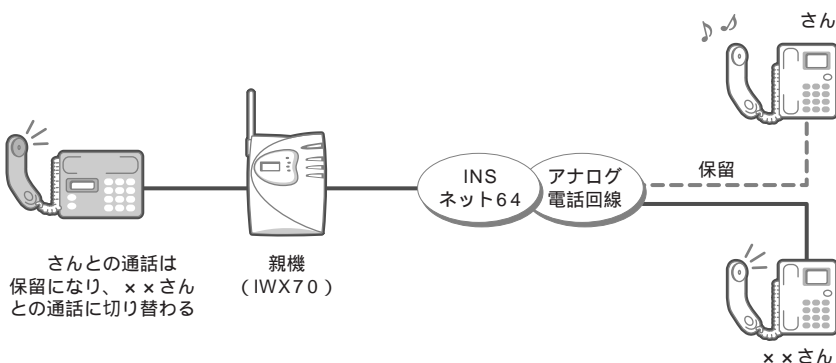 さん
保留
INS
ネット64
アナログ
電話回線
さんとの通話は
保留になり、××さん
との通話に切り替わる
親機
(IWX70)
××さん